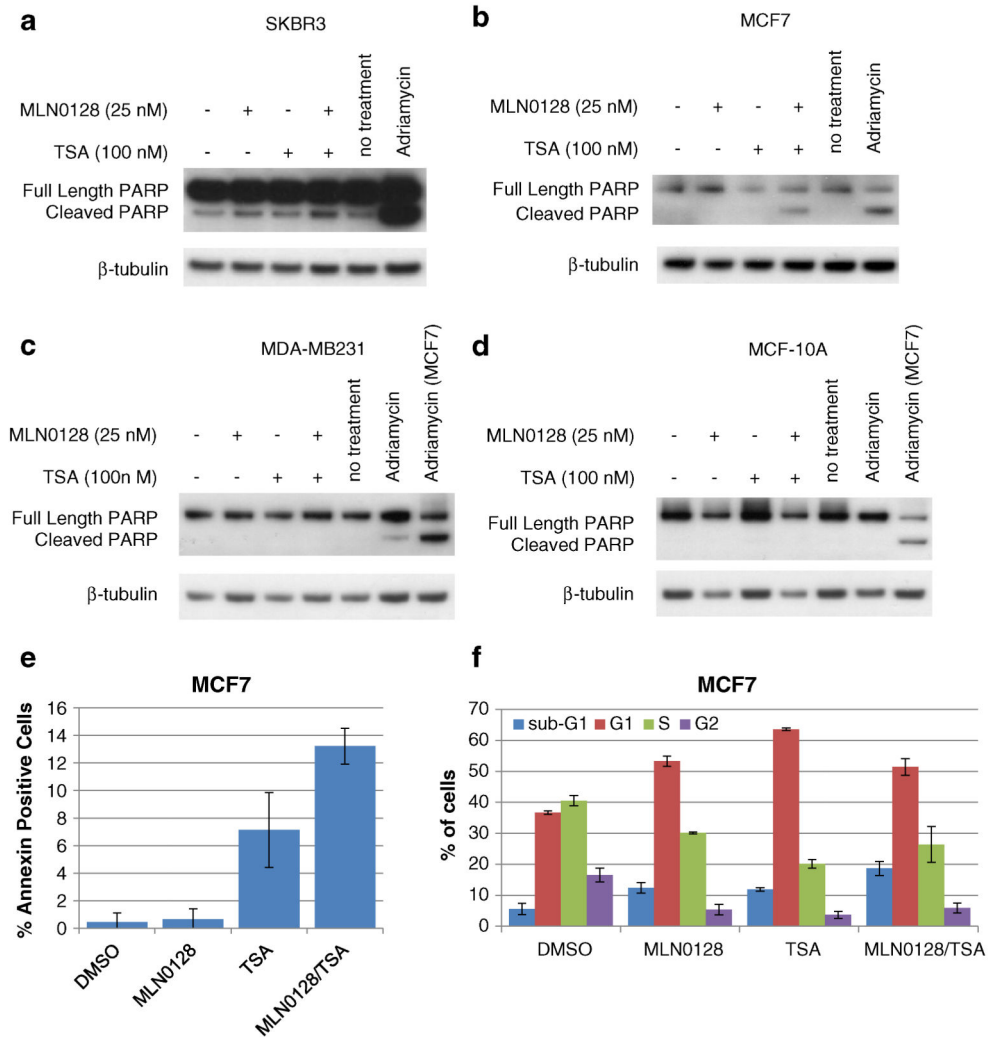 a
SKBR3
MLN0128 (25 nM) - + - + no treatment Adriamycin
TSA (100 nM) - - + +
Full Length PARP
Cleaved PARP
β-tubulin
b
MCF7
MLN0128 (25 nM) - + - + no treatment Adriamycin
TSA (100 nM) - - + +
Full Length PARP
Cleaved PARP
β-tubulin
c
MDA-MB231
MLN0128 (25 nM) - + - + no treatment Adriamycin Adriamycin (MCF7)
TSA (100n M) - - + +
Full Length PARP
Cleaved PARP
β-tubulin
d
MCF-10A
MLN0128 (25 nM) - + - + no treatment Adriamycin Adriamycin (MCF7)
TSA (100 nM) - - + +
Full Length PARP
Cleaved PARP
β-tubulin
e
MCF7
% Annexin Positive Cells
16
14
12
10
8
6
4
2
0
DMSO MLN0128 TSA MLN0128/TSA
f
MCF7
sub-G1 G1 S G2
% of cells
70
60
50
40
30
20
10
0
DMSO MLN0128 TSA MLN0128/TSA